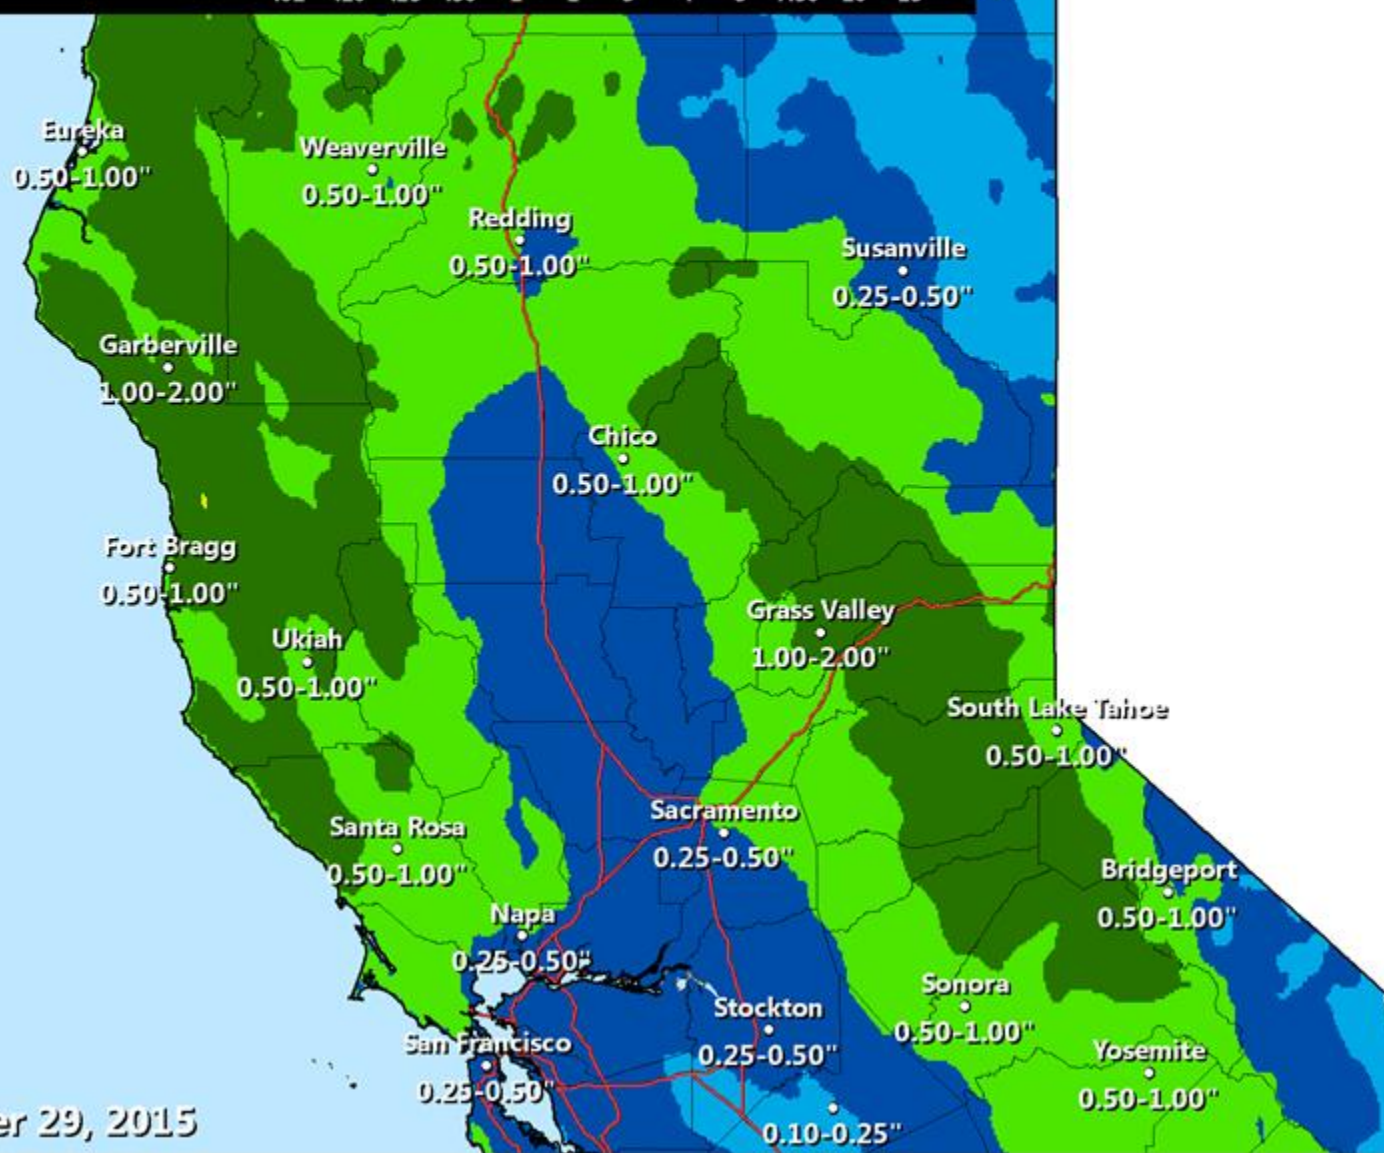 Eureka
0.50-1.00"
Weaverville
0.50-1.00"
Redding
0.50-1.00"
Susanville
0.25-0.50"
Garberville
1.00-2.00"
Chico
0.50-1.00"
Fort Bragg
0.50-1.00"
Grass Valley
1.00-2.00"
Ukiah
0.50-1.00"
South Lake Tahoe
0.50-1.00"
Sacramento
0.25-0.50"
Santa Rosa
0.50-1.00"
Bridgeport
0.50-1.00"
Napa
0.25-0.50"
Sonora
0.50-1.00"
Stockton
0.25-0.50"
San Francisco
0.25-0.50"
Yosemite
0.50-1.00"
0.10-0.25"
er 29, 2015